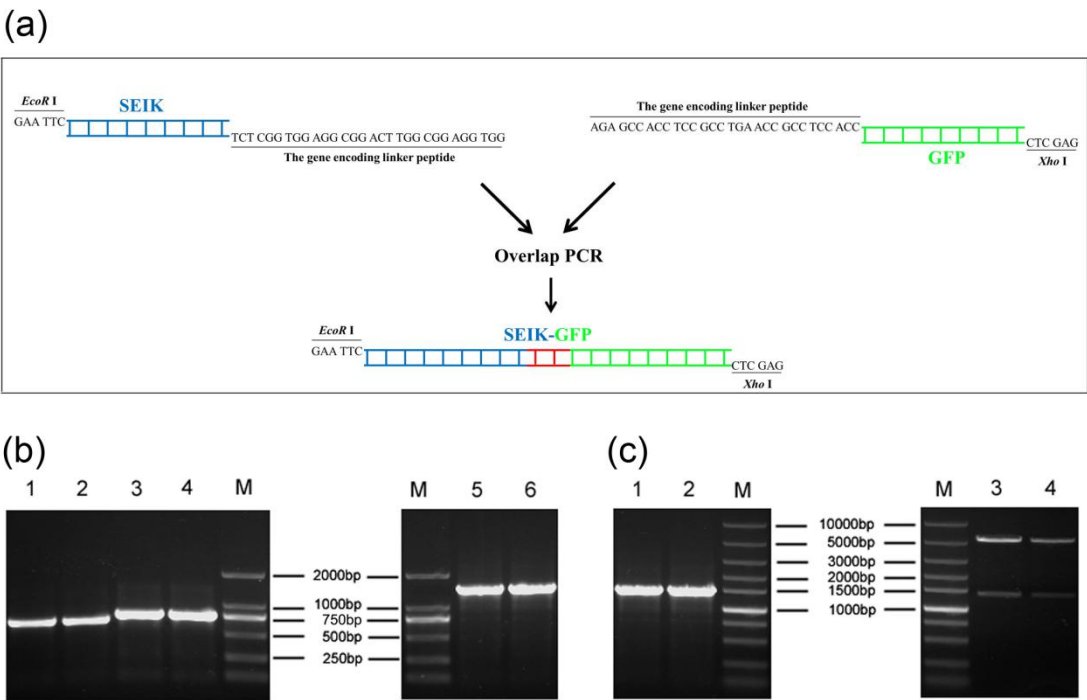 (a)
EcoR I
GAA TTC
SEIK
TCT CGG TGG AGG CGG ACT TGG CGG AGG TGG
The gene encoding linker peptide
The gene encoding linker peptide
AGA GCC ACC TCC GCC TGA ACC GCC TCC ACC
GFP
CTC GAG
Xho I
Overlap PCR
SEIK-GFP
EcoR I
GAA TTC
CTC GAG
Xho I
(b)
1 2 3 4 M
M 5 6
2000bp
1000bp
750bp
500bp
250bp
(c)
1 2 M
M 3 4
10000bp
5000bp
3000bp
2000bp
1500bp
1000bp